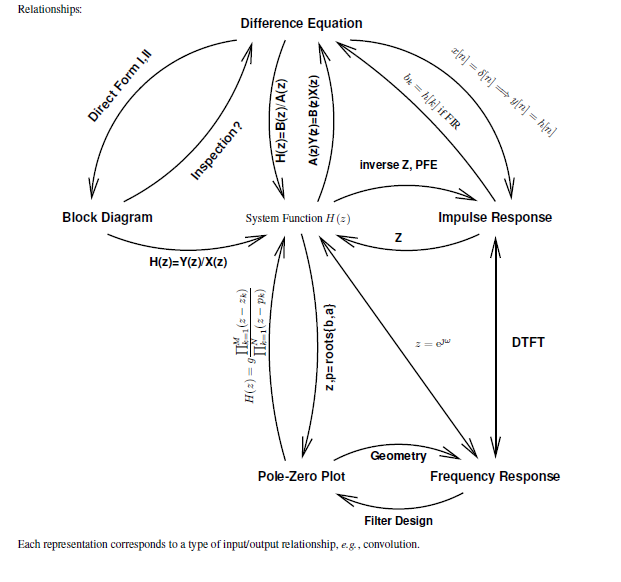 Relationships:
Difference Equation
Direct Form I,II
Inspection?
H(z)=B(z)/A(z)
A(z)Y(z)=B(z)X(z)
b_k = h[k] if FIR
x[n] = δ[n] ⟹ y[n] = h[n]
inverse Z, PFE
Block Diagram
System Function H(z)
Impulse Response
Z
H(z)=Y(z)/X(z)
H(z) = g \frac{∏_{k=1}^{M}(z − z_k)}{∏_{k=1}^{N}(z − p_k)}
z,p=roots{b,a}
z = e^{jω}
DTFT
Geometry
Pole-Zero Plot
Frequency Response
Filter Design
Each representation corresponds to a type of input/output relationship, e.g., convolution.